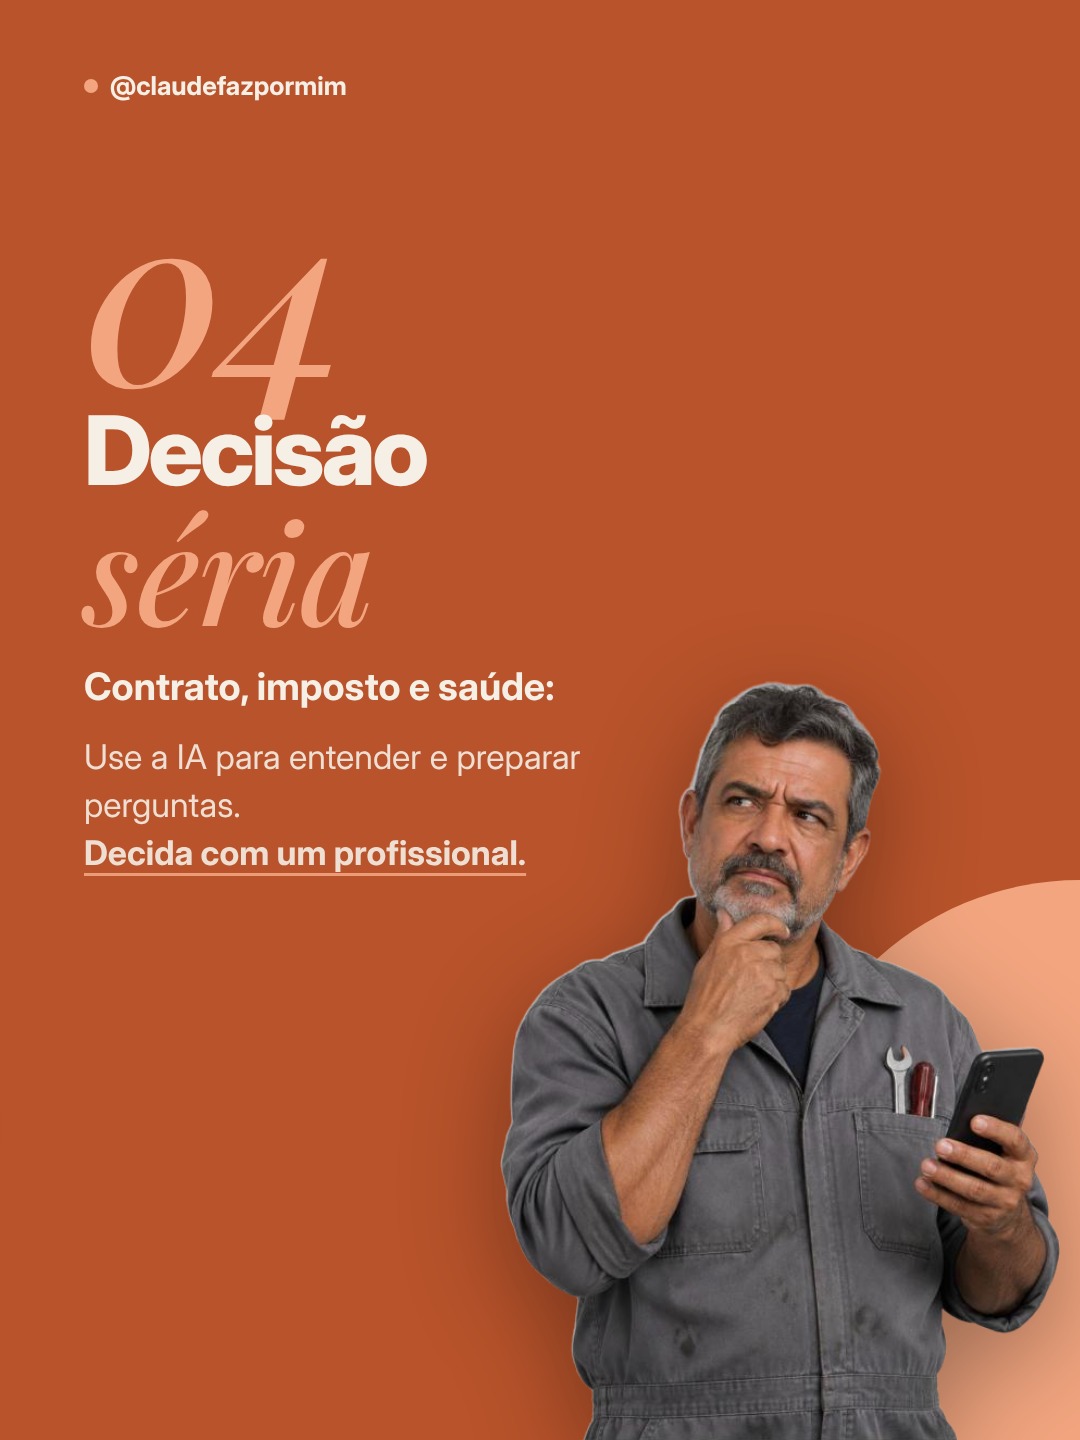 @claudefazpormim
04
Decisão
séria
Contrato, imposto e saúde:
Use a IA para entender e preparar
perguntas.
Decida com um profissional.